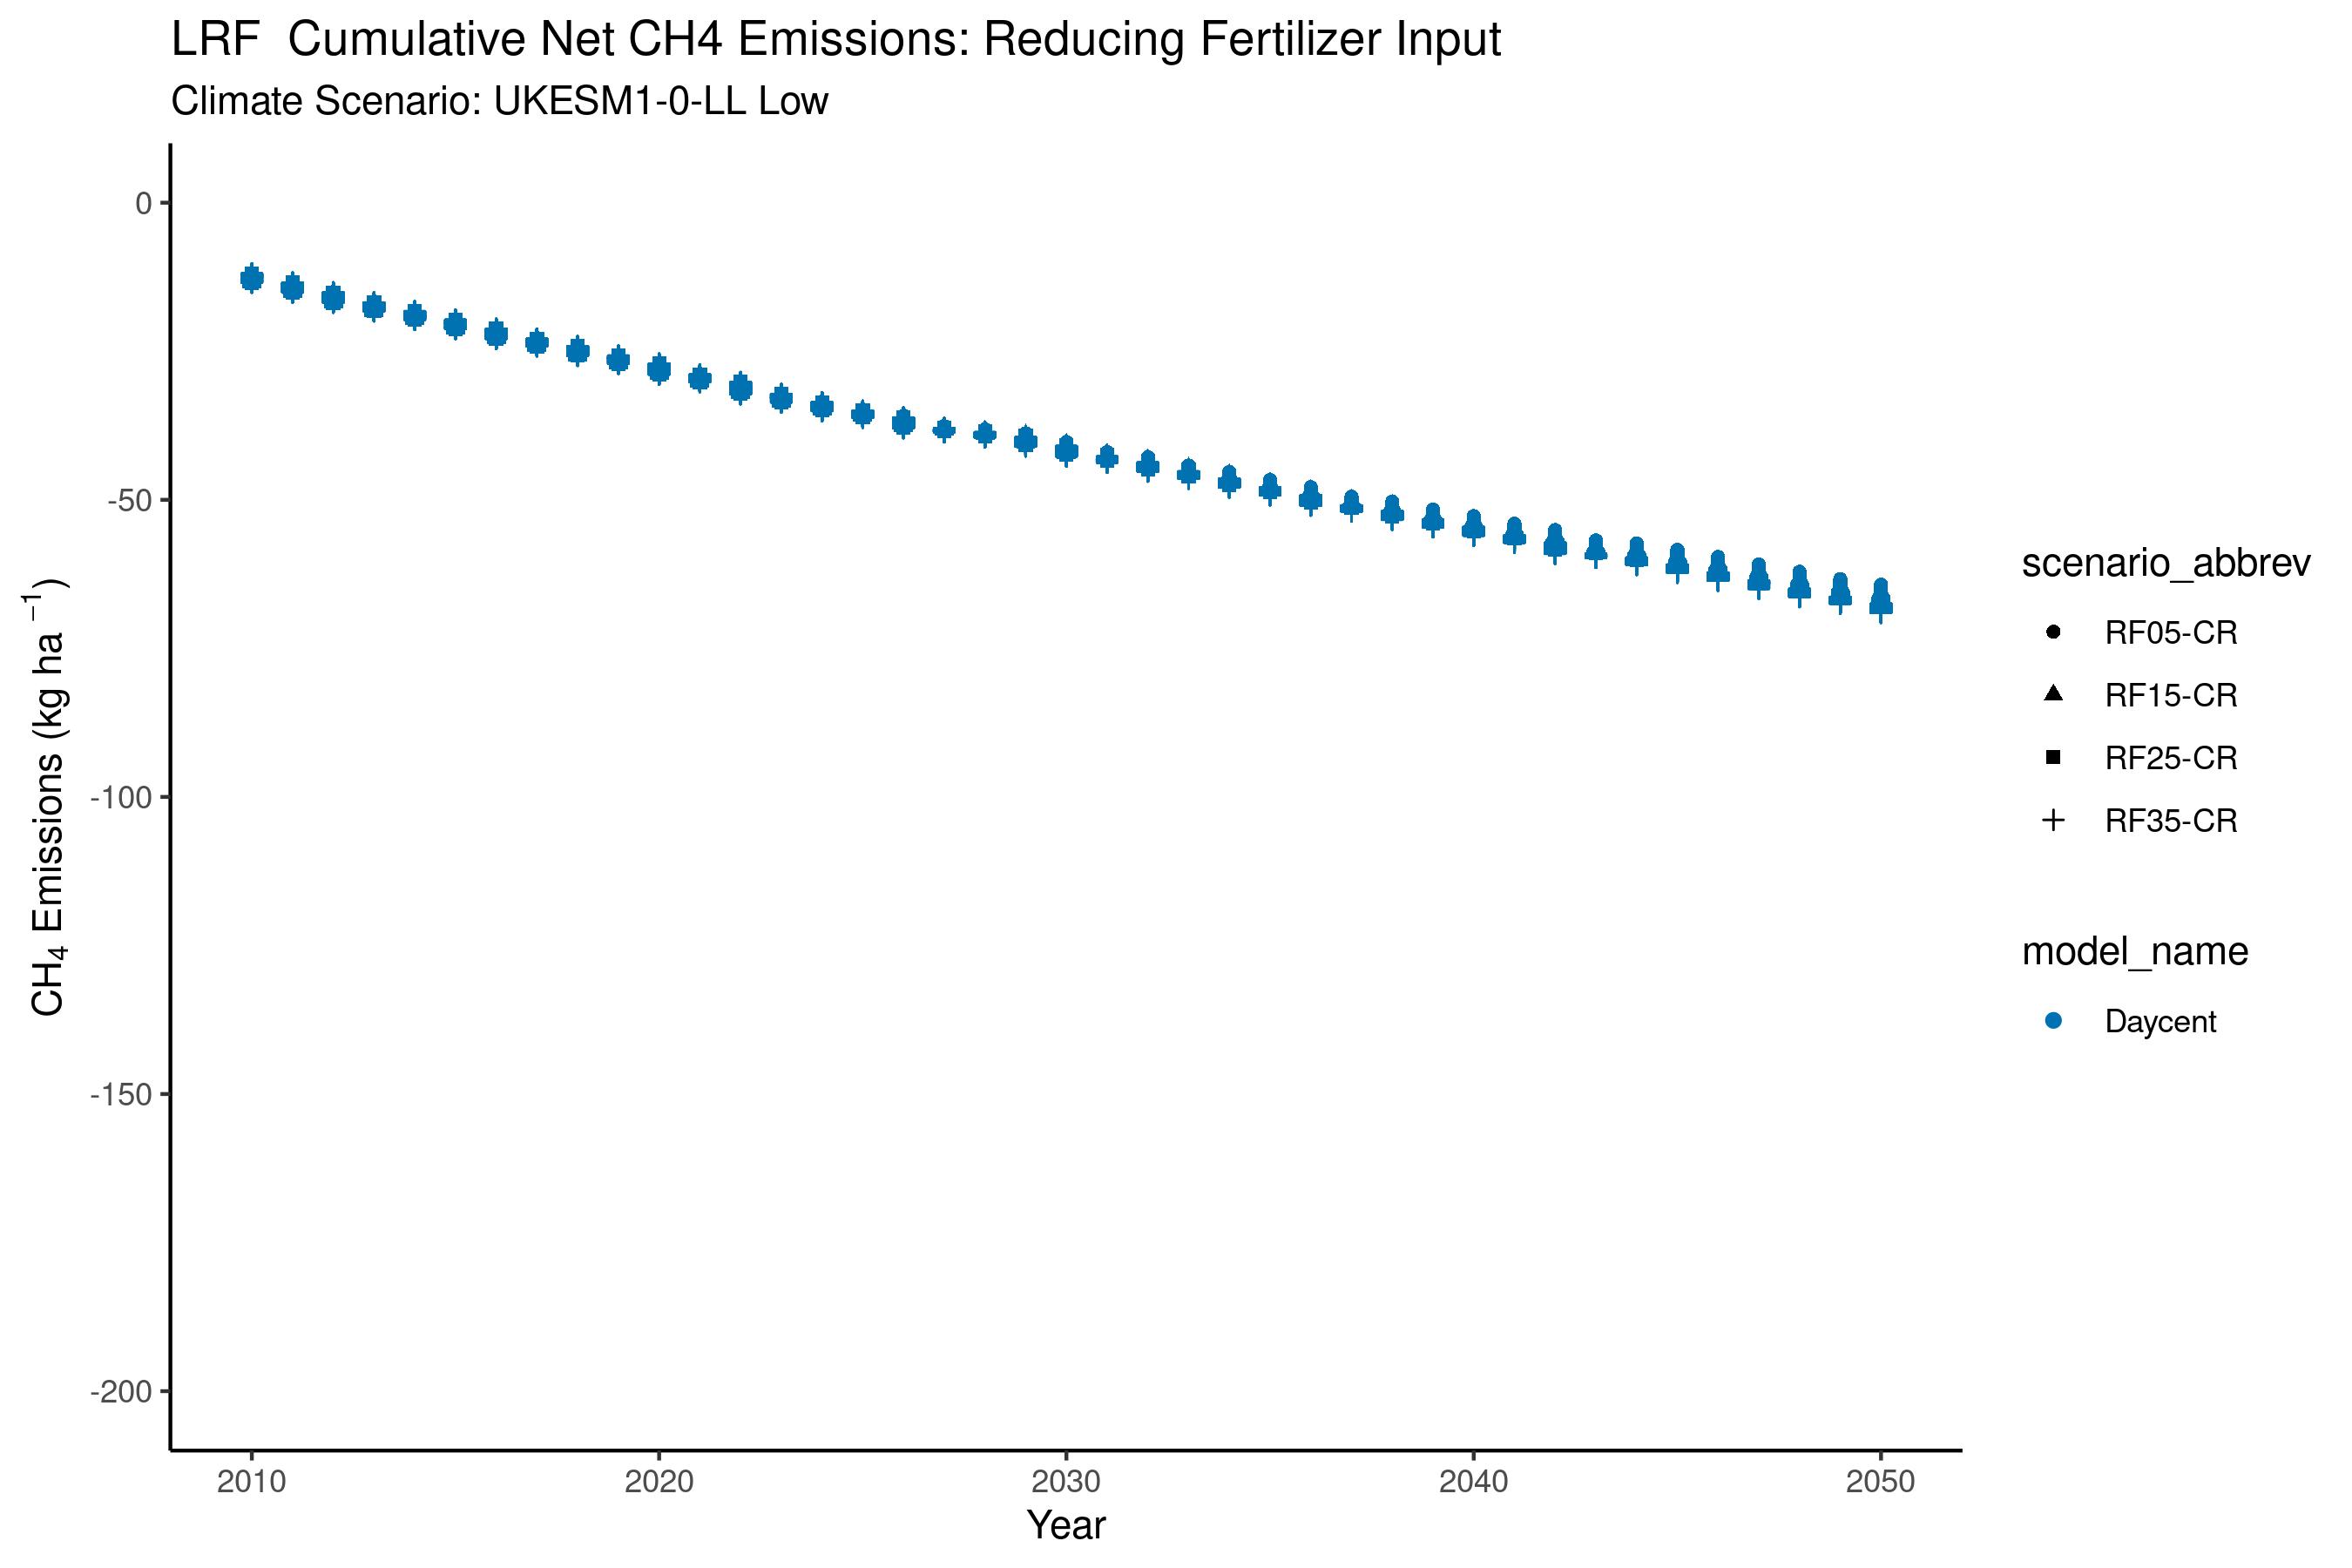 LRF  Cumulative Net CH4 Emissions: Reducing Fertilizer Input
Climate Scenario: UKESM1-0-LL Low
CH₄ Emissions (kg ha ⁻¹)
0
-50
-100
-150
-200
2010
2020
2030
2040
2050
Year
scenario_abbrev
RF05-CR
RF15-CR
RF25-CR
RF35-CR
model_name
Daycent